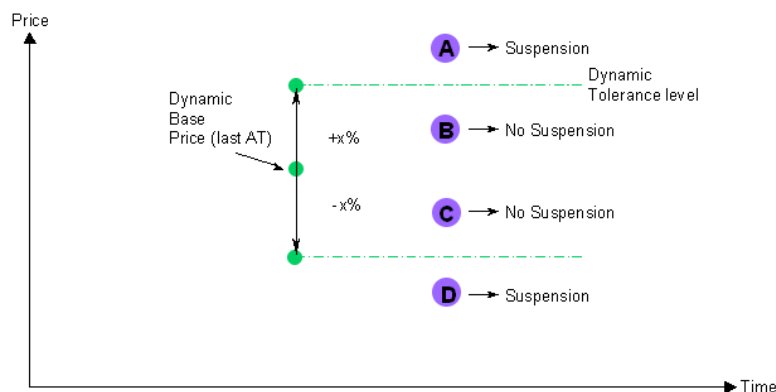 Price
A
Suspension
Dynamic
Tolerance level
Dynamic
Base
Price (last AT)
+x%
B
No Suspension
-x%
C
No Suspension
D
Suspension
Time